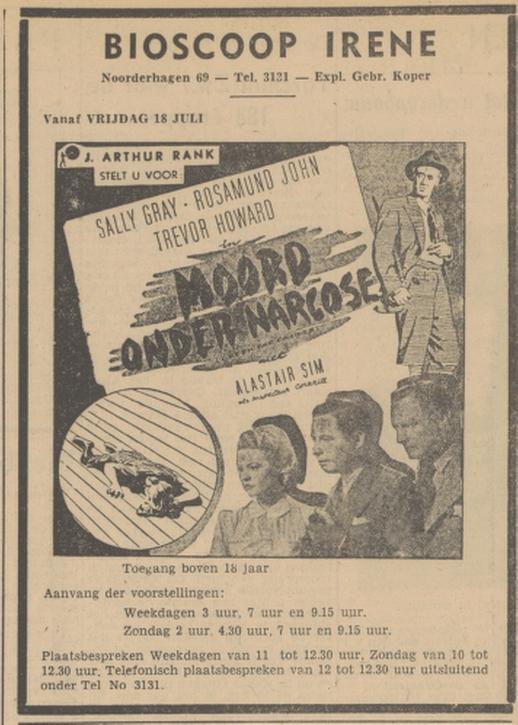 BIOSCOOP IRENE
Noorderhagen 69 — Tel. 3131 — Expl. Gebr. Koper
Vanaf VRIJDAG 18 JULI
J. ARTHUR RANK
STELT U VOOR:
SALLY GRAY · ROSAMUND JOHN
TREVOR HOWARD
in
MOORD
ONDER NARCOSE
met
ALASTAIR SIM
als inspecteur Cockrill
Toegang boven 18 jaar
Aanvang der voorstellingen:
Weekdagen 3 uur, 7 uur en 9.15 uur.
Zondag 2 uur, 4.30 uur, 7 uur en 9.15 uur.
Plaatsbespreken Weekdagen van 11 tot 12.30 uur, Zondag van 10 tot
12.30 uur. Telefonisch plaatsbespreken van 12 tot 12.30 uur uitsluitend
onder Tel No 3131.